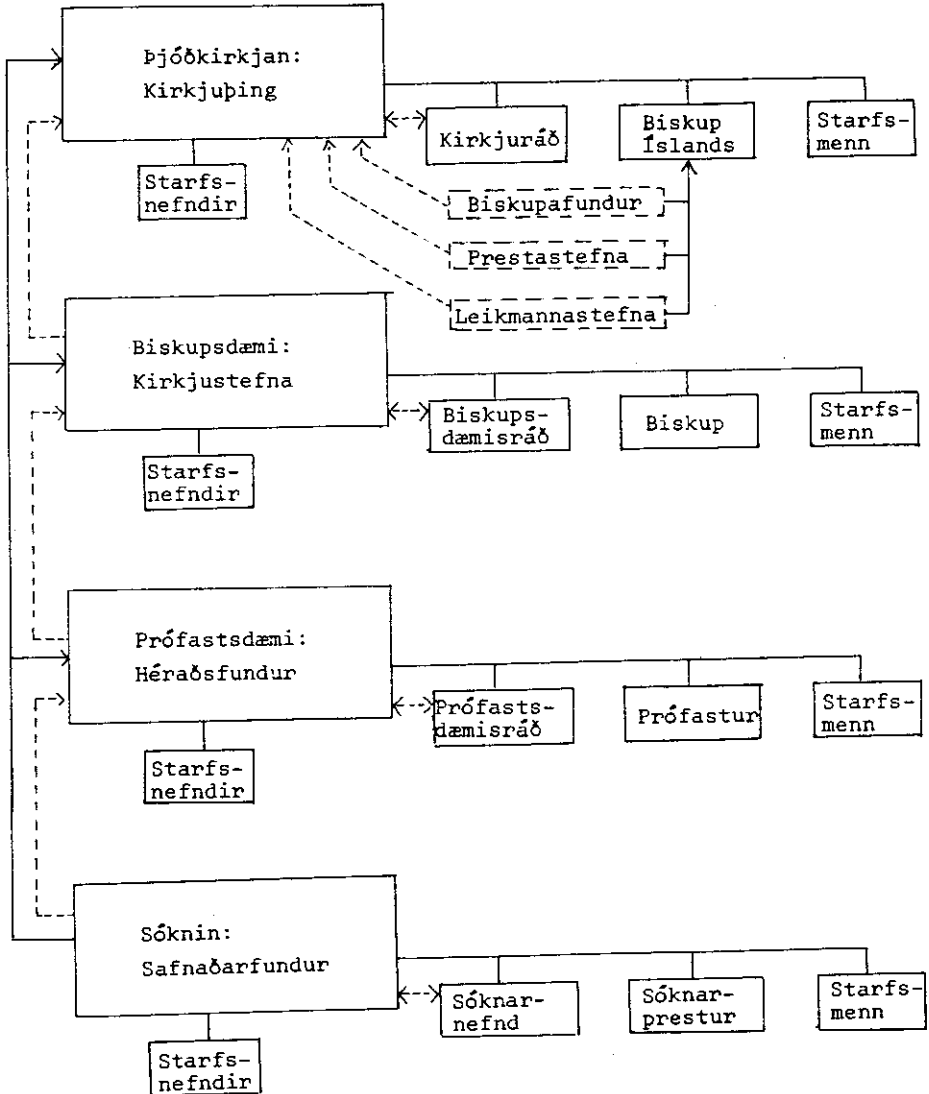 Þjóðkirkjan:
Kirkjuþing
Kirkjuráð
Biskup
Íslands
Starfs-
menn
Starfs-
nefndir
Biskupafundur
Prestastefna
Leikmannastefna
Biskupsdæmi:
Kirkjustefna
Biskups-
dæmisráð
Biskup
Starfs-
menn
Starfs-
nefndir
Prófastsdæmi:
Héraðsfundur
Prófasts-
dæmisráð
Prófastur
Starfs-
menn
Starfs-
nefndir
Sóknin:
Safnaðarfundur
Sóknar-
nefnd
Sóknar-
prestur
Starfs-
menn
Starfs-
nefndir